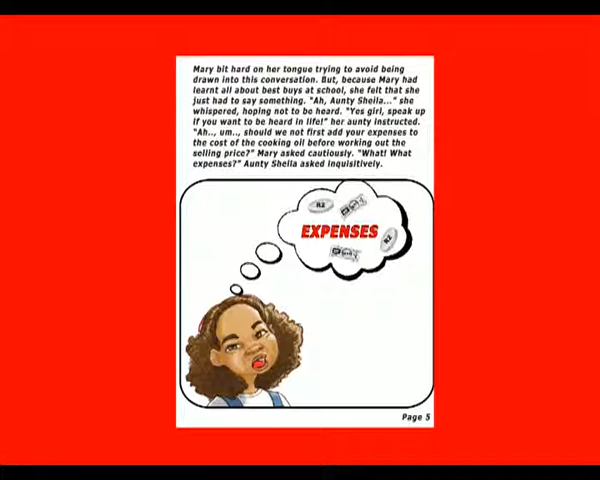 Mary bit hard on her tongue trying to avoid being
drawn into this conversation. But, because Mary had
learnt all about best buys at school, she felt that she
just had to say something. "Ah, Aunty Sheila..." she
whispered, hoping not to be heard. "Yes girl, speak up
if you want to be heard in life!" her aunty instructed.
"Ah.., um.., should we not first add your expenses to
the cost of the cooking oil before working out the
selling price?" Mary asked cautiously. "What! What
expenses?" Aunty Sheila asked inquisitively.
R2
EXPENSES
R2
Page 5